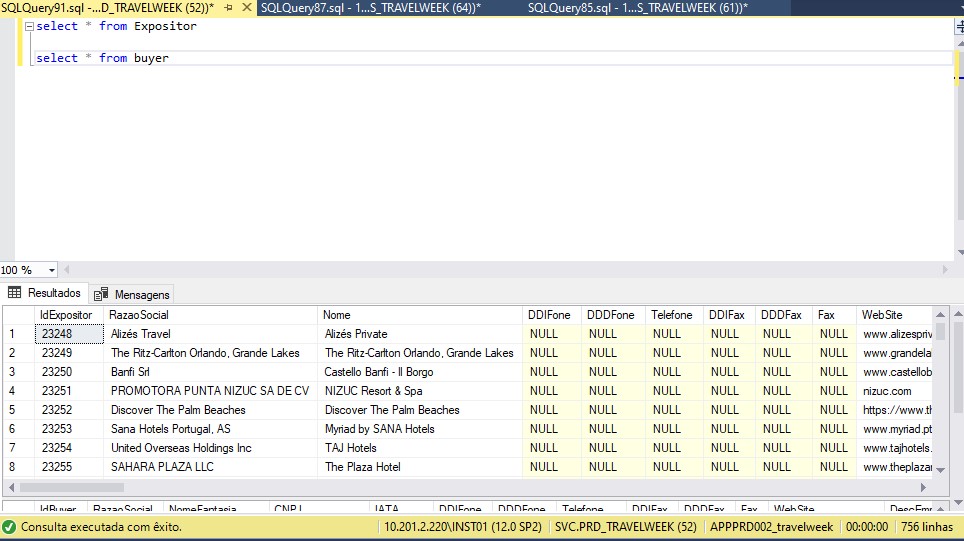 SQLQuery91.sql -...D_TRAVELWEEK (52))* SQLQuery87.sql - 1...S_TRAVELWEEK (64))* SQLQuery85.sql - 1...S_TRAVELWEEK (61))*
select * from Expositor
select * from buyer
100 %
Resultados Mensagens
IdExpositor RazaoSocial Nome DDIFone DDDFone Telefone DDIFax DDDFax Fax WebSite
1 23248 Alizés Travel Alizés Private NULL NULL NULL NULL NULL NULL www.alizespriv
2 23249 The Ritz-Carlton Orlando, Grande Lakes The Ritz-Carlton Orlando, Grande Lakes NULL NULL NULL NULL NULL NULL www.grandela
3 23250 Banfi Srl Castello Banfi - Il Borgo NULL NULL NULL NULL NULL NULL www.castellob
4 23251 PROMOTORA PUNTA NIZUC SA DE CV NIZUC Resort & Spa NULL NULL NULL NULL NULL NULL nizuc.com
5 23252 Discover The Palm Beaches Discover The Palm Beaches NULL NULL NULL NULL NULL NULL https://www.th
6 23253 Sana Hotels Portugal, AS Myriad by SANA Hotels NULL NULL NULL NULL NULL NULL www.myriad.pt
7 23254 United Overseas Holdings Inc TAJ Hotels NULL NULL NULL NULL NULL NULL www.tajhotels.
8 23255 SAHARA PLAZA LLC The Plaza Hotel NULL NULL NULL NULL NULL NULL www.theplazar
IdBuyer RazaoSocial NomeFantasia CNPJ IATA DDIFone DDDFone Telefone DDIFax DDDFax Fax WebSite DescEmp
Consulta executada com êxito. 10.201.2.220\INST01 (12.0 SP2) SVC.PRD_TRAVELWEEK (52) APPPRD002_travelweek 00:00:00 756 linhas